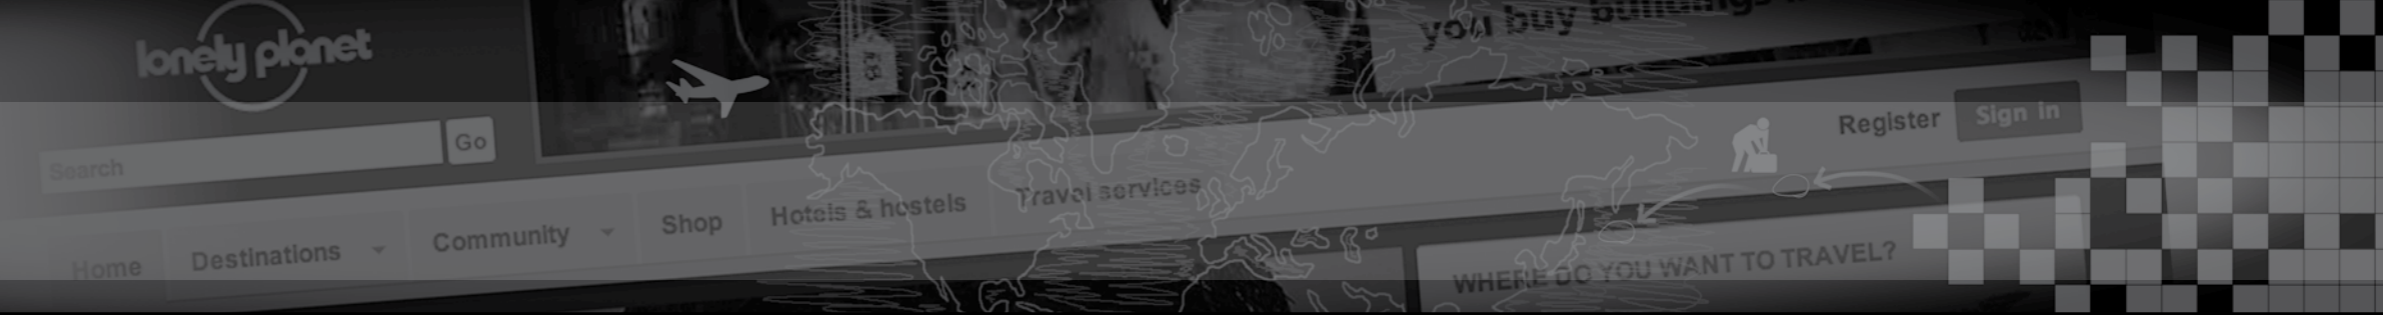 lonely planet
you buy buildings
Search
Go
Register
Sign in
Home
Destinations
Community
Shop
Hotels & hostels
Travel services
WHERE DO YOU WANT TO TRAVEL?